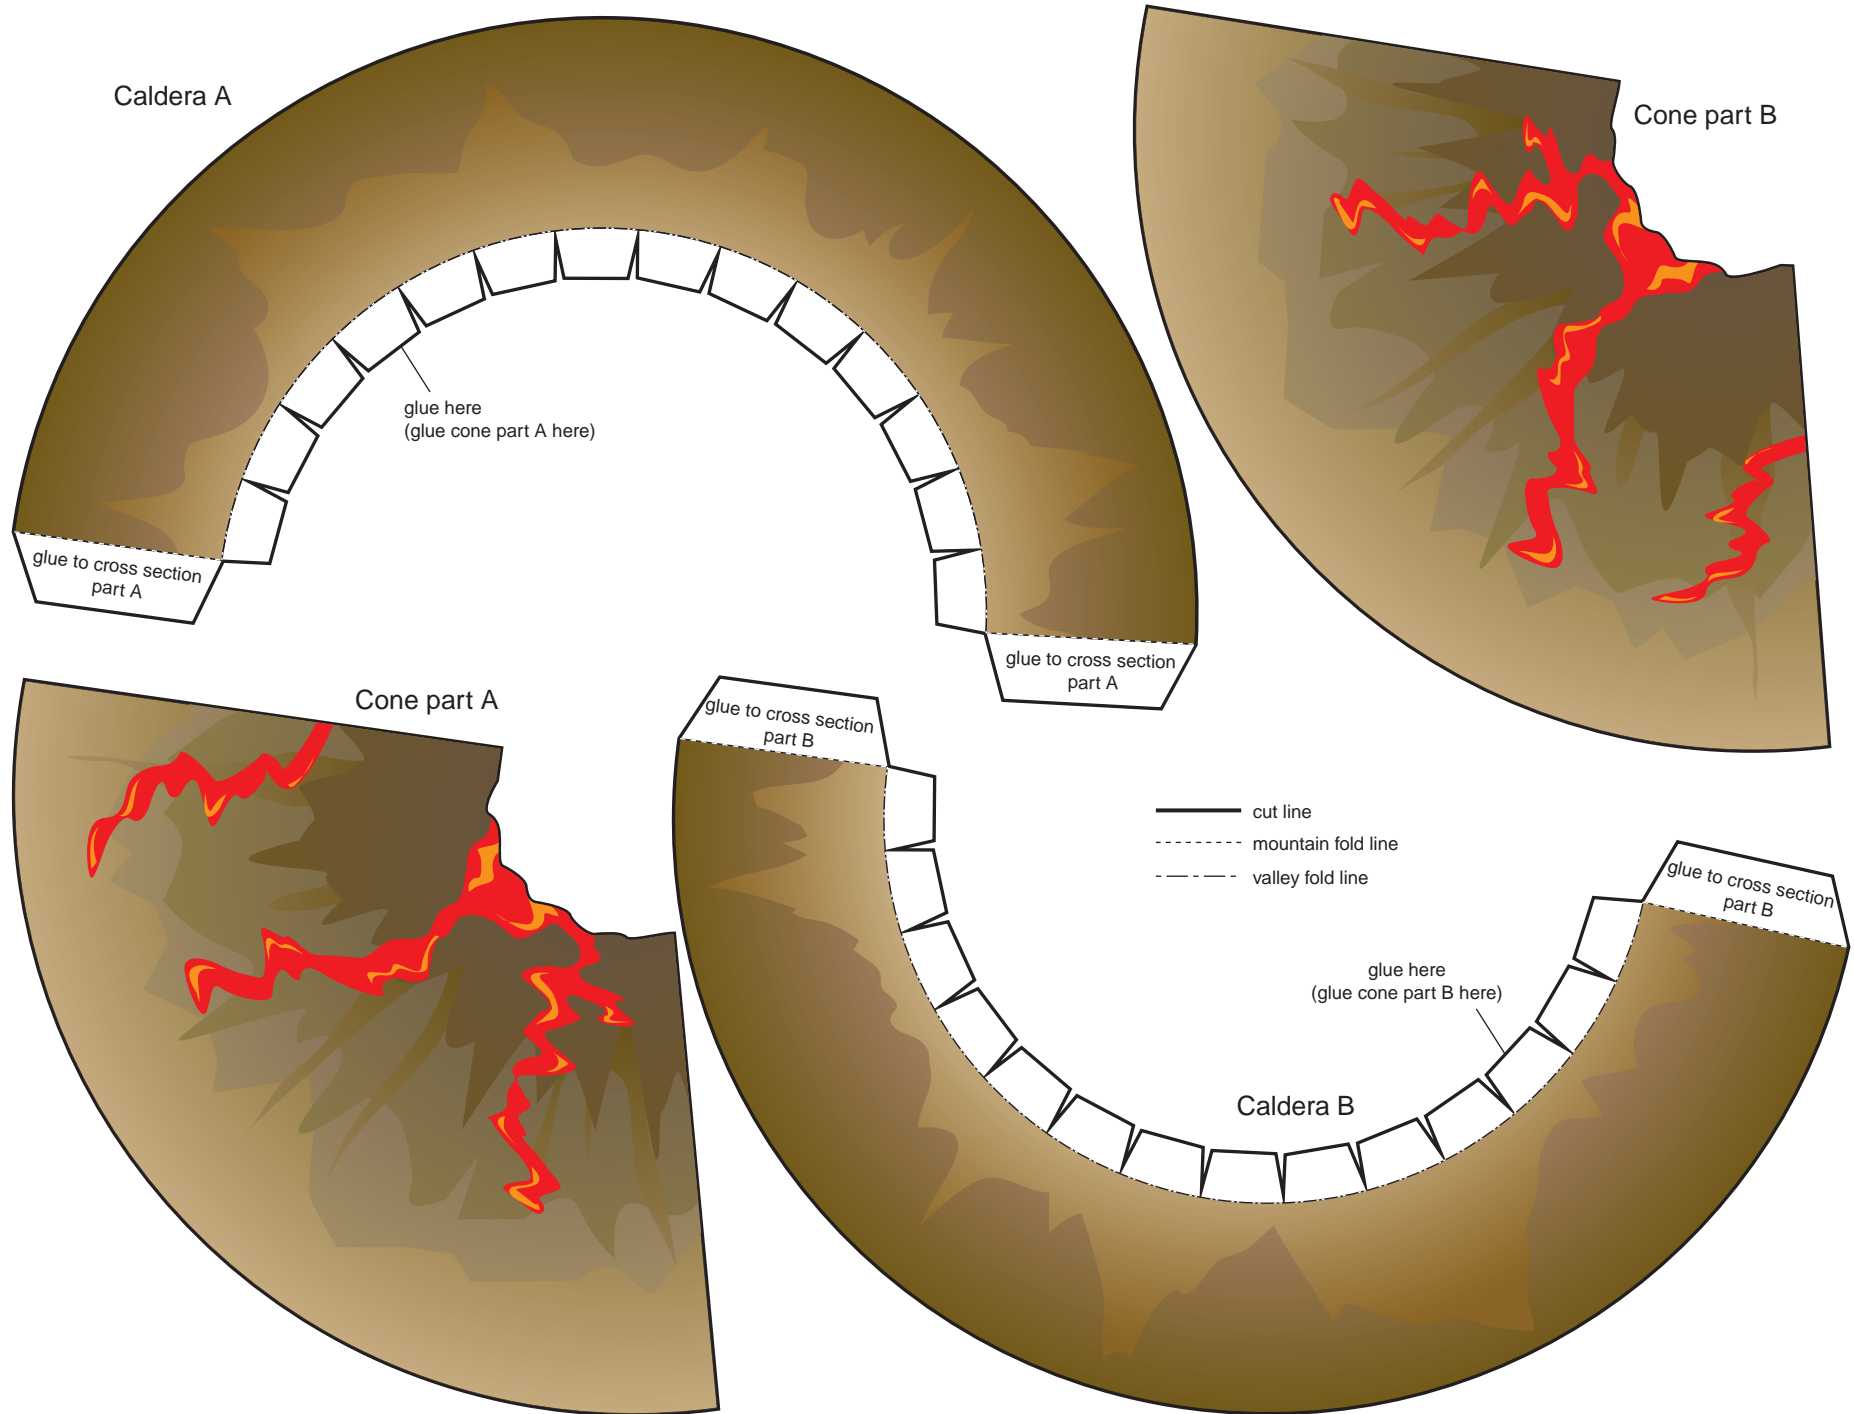 Caldera A
Cone part B
glue here
(glue cone part A here)
glue to cross section
part A
glue to cross section
part A
Cone part A
glue to cross section
part B
cut line
mountain fold line
valley fold line
glue to cross section
part B
glue here
(glue cone part B here)
Caldera B